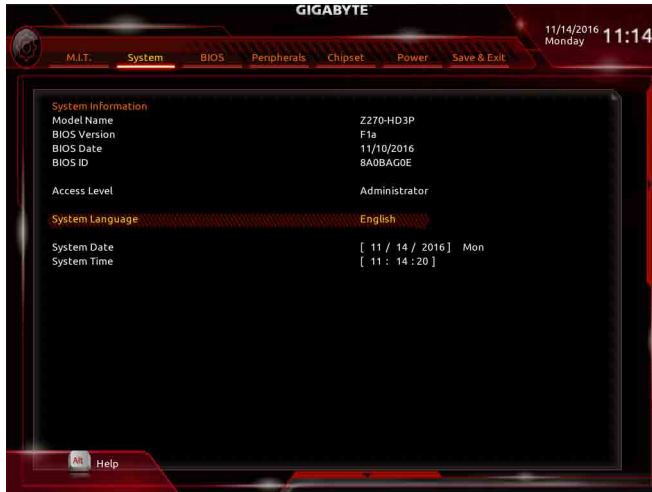 GIGABYTE
11/14/2016 11:14
Monday
M.I.T. System BIOS Peripherals Chipset Power Save & Exit
System Information
Model Name Z270-HD3P
BIOS Version F1a
BIOS Date 11/10/2016
BIOS ID 8A0BAG0E
Access Level Administrator
System Language English
System Date [ 11 / 14 / 2016 ] Mon
System Time [ 11 : 14 : 20 ]
Alt Help